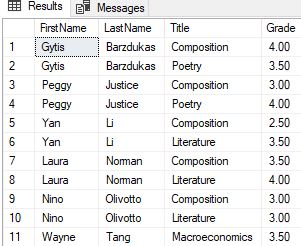 Results Messages
FirstName LastName Title Grade
1 Gytis Barzdukas Composition 4.00
2 Gytis Barzdukas Poetry 3.50
3 Peggy Justice Composition 3.00
4 Peggy Justice Poetry 4.00
5 Yan Li Composition 2.50
6 Yan Li Literature 3.50
7 Laura Norman Composition 3.50
8 Laura Norman Literature 4.00
9 Nino Olivotto Composition 3.00
10 Nino Olivotto Literature 3.00
11 Wayne Tang Macroeconomics 3.50